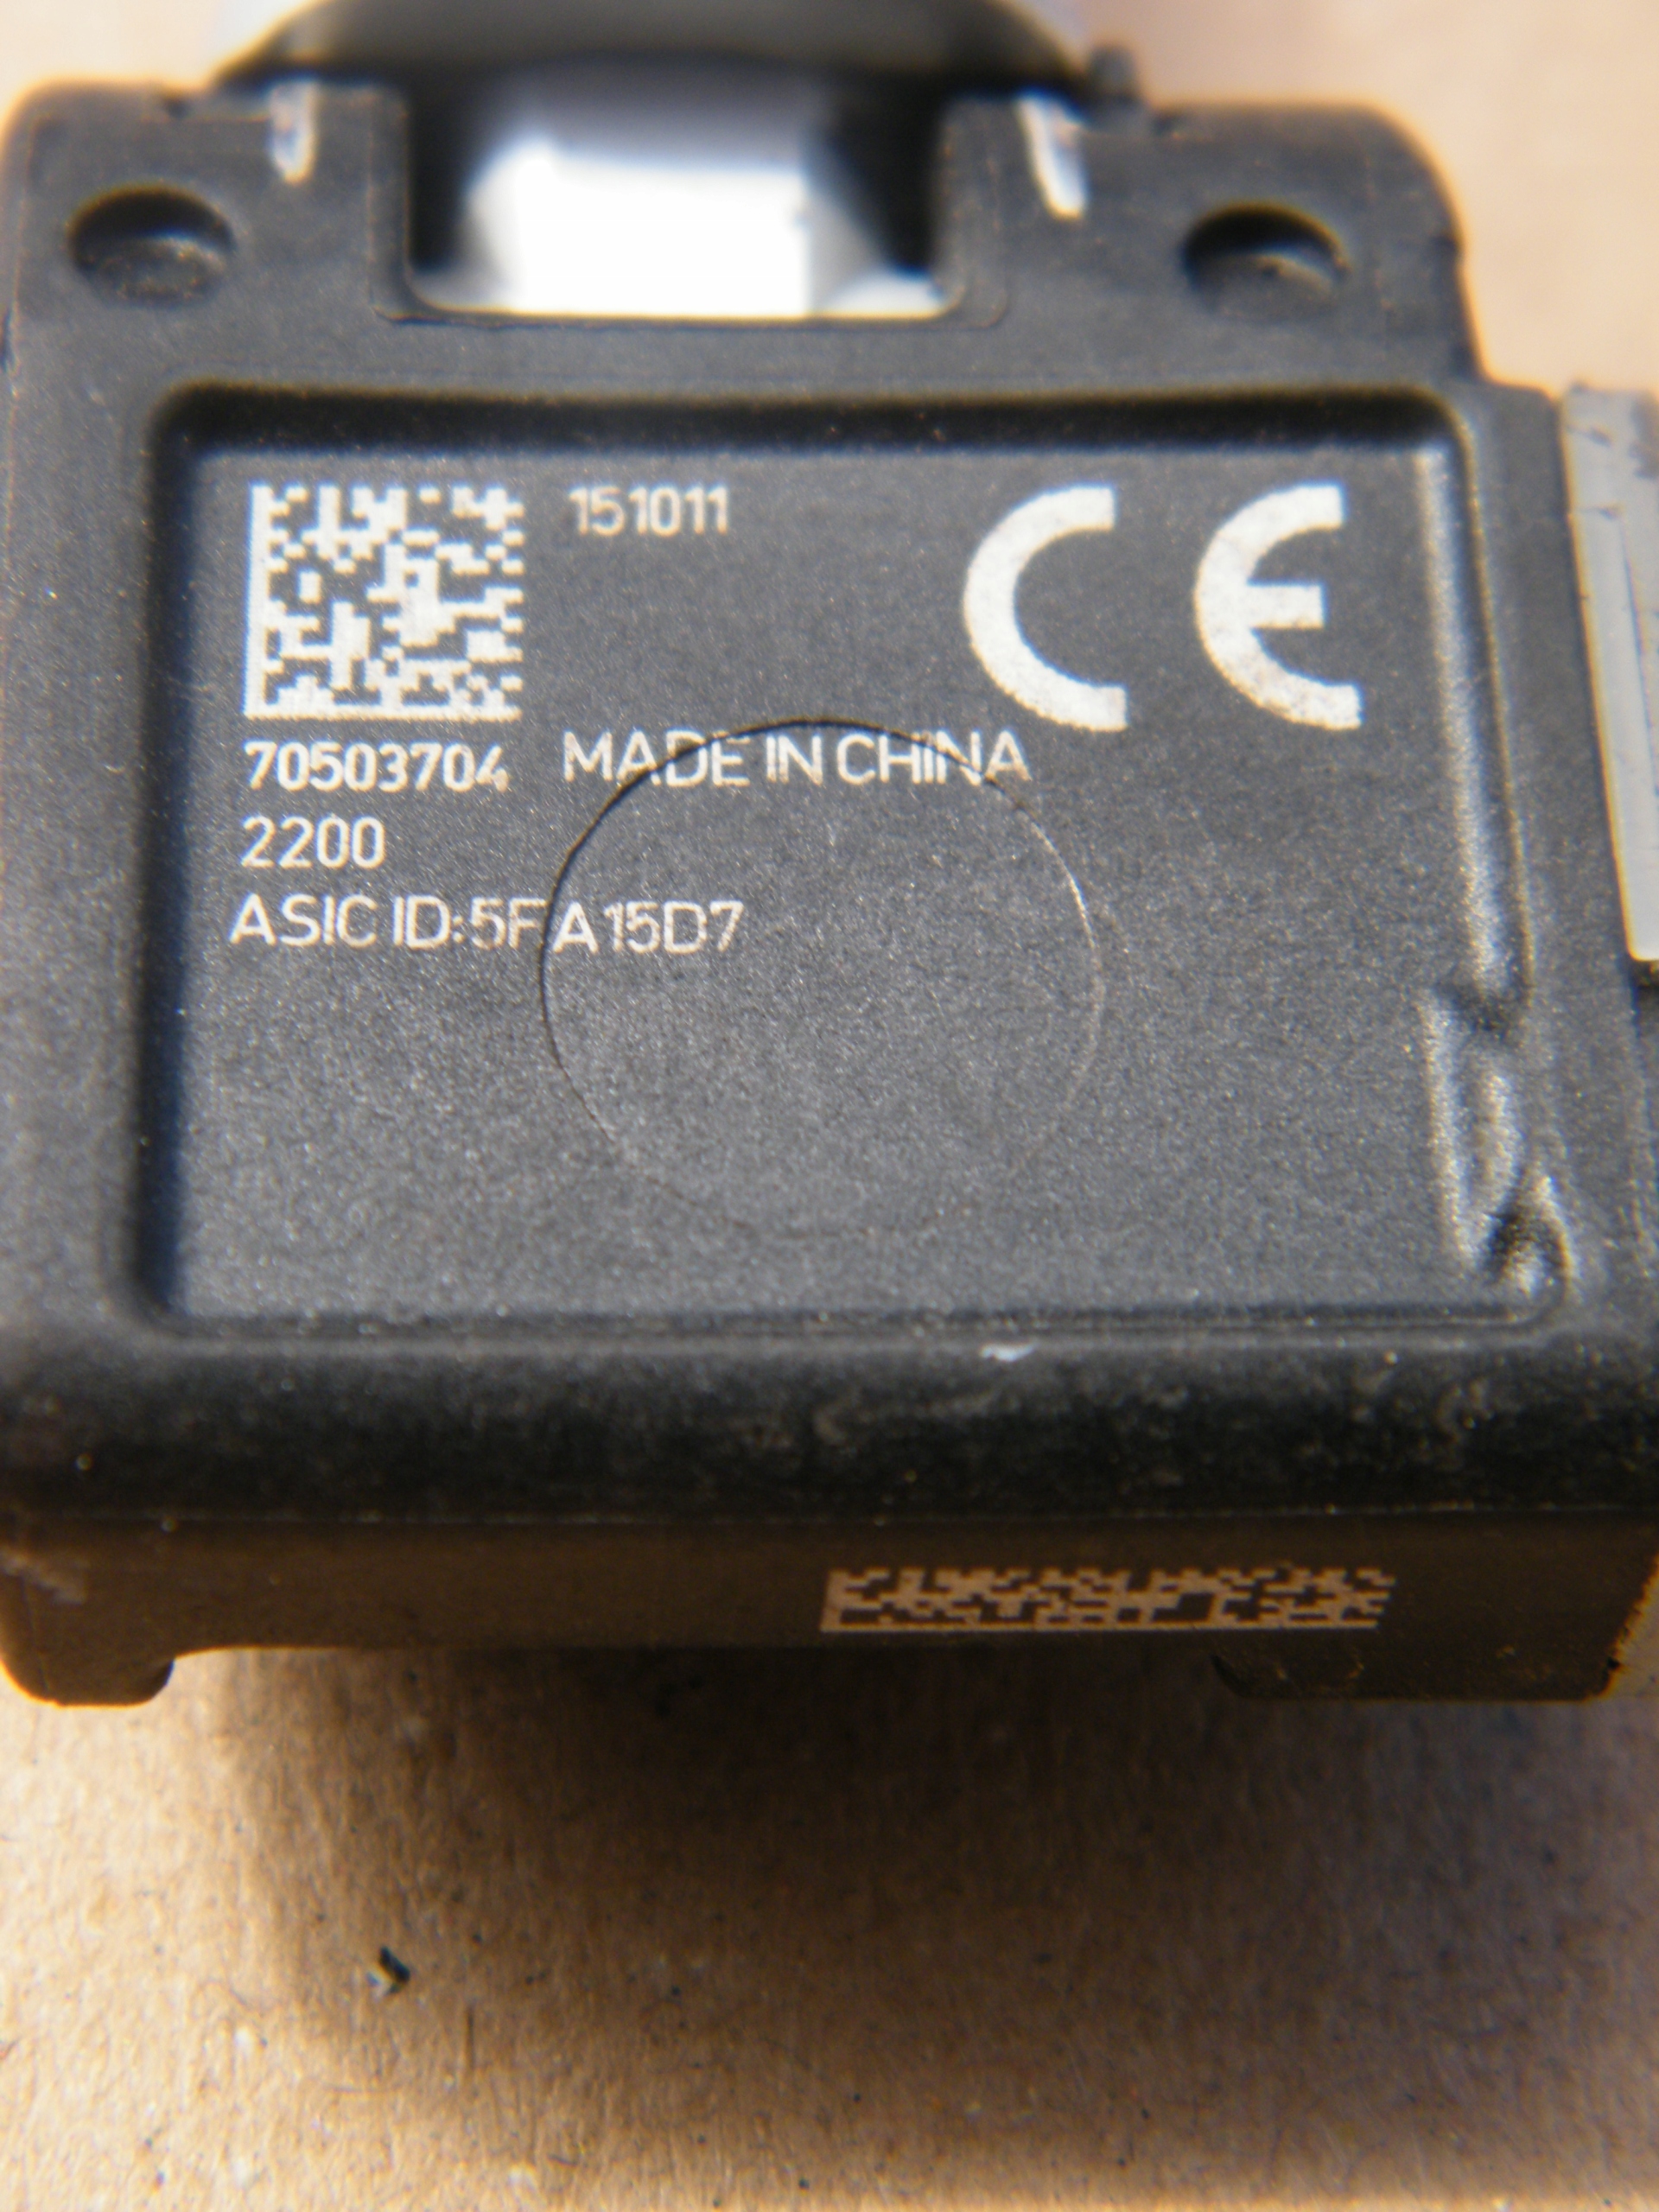 151011
CE
70503704 MADE IN CHINA
2200
ASIC ID:5FA15D7